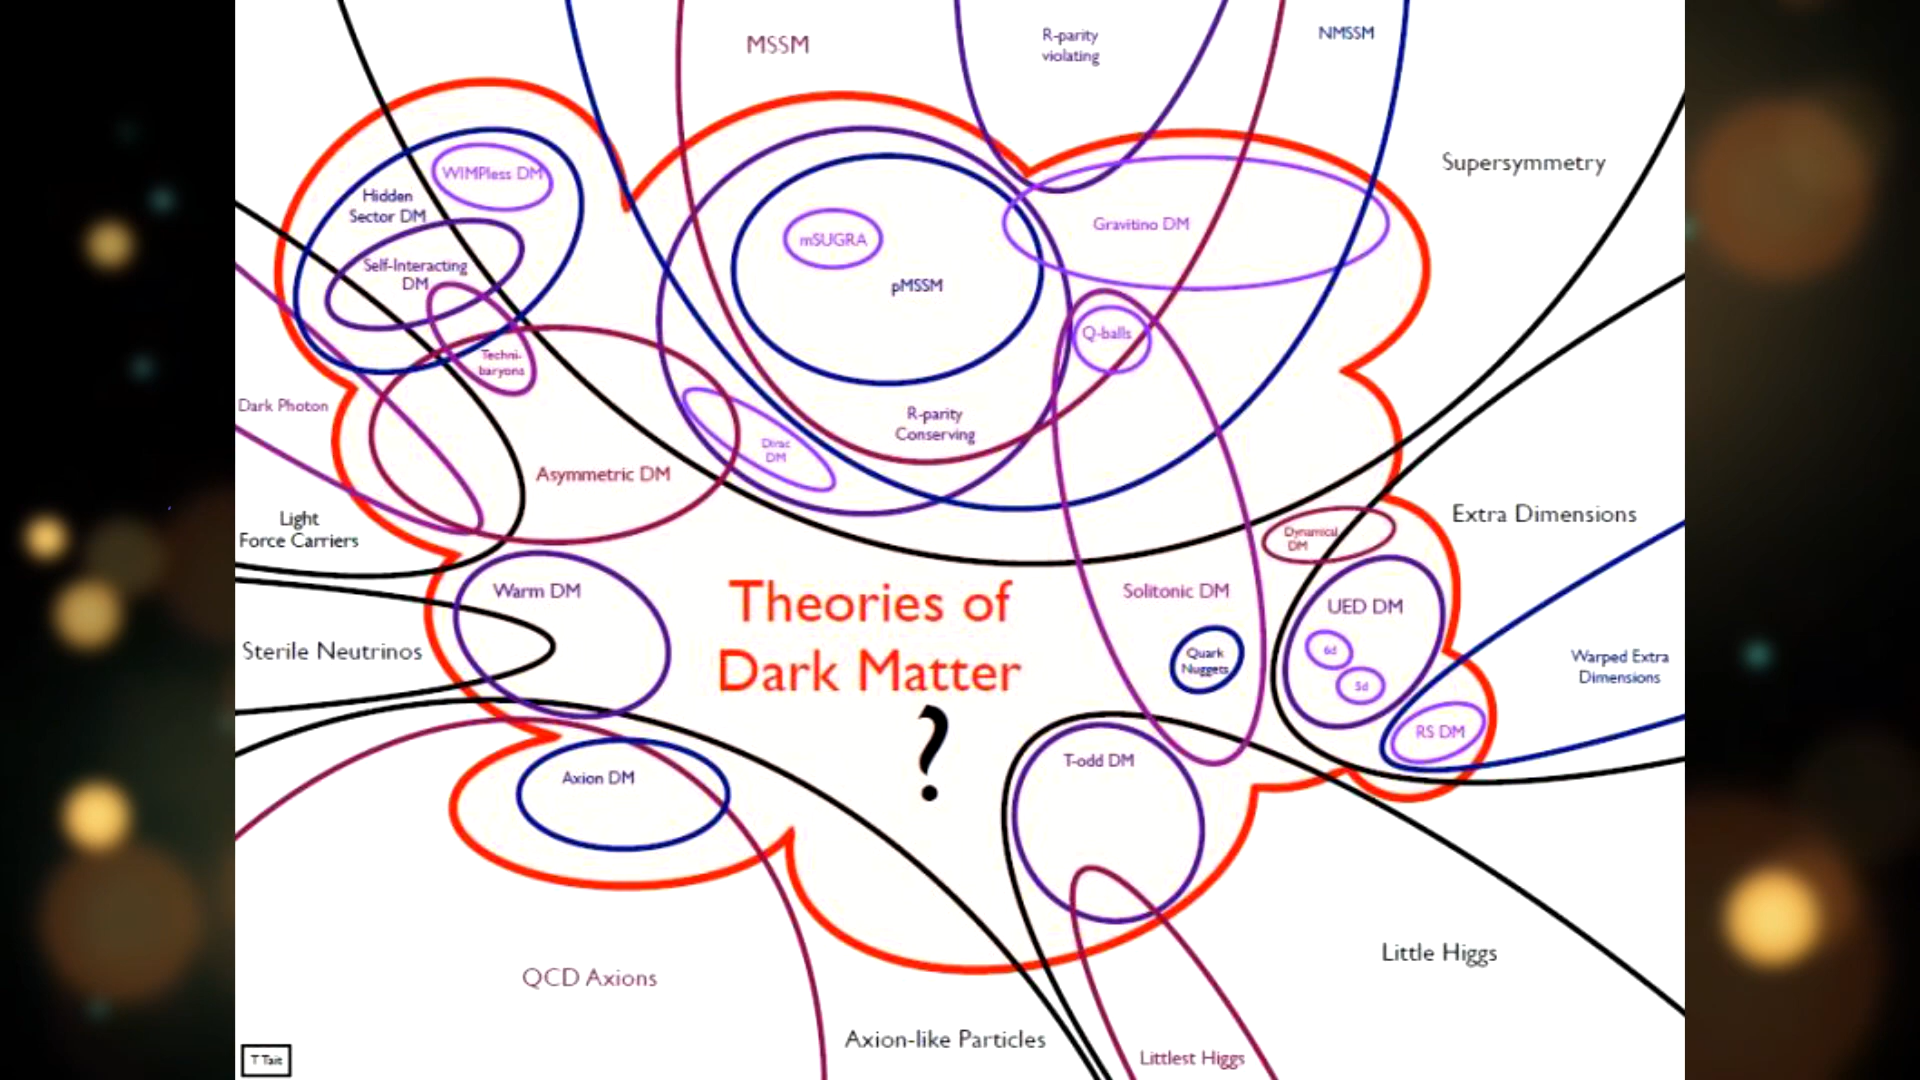 MSSM
R-parity
violating
NMSSM
Supersymmetry
WIMPless DM
Hidden
Sector DM
Self-Interacting
DM
mSUGRA
pMSSM
Gravitino DM
Q-balls
Techni-
baryons
Dark Photon
R-parity
Conserving
Dirac
DM
Asymmetric DM
Light
Force Carriers
Extra Dimensions
Dynamical
DM
Warm DM
Theories of
Dark Matter
?
Solitonic DM
UED DM
Sterile Neutrinos
Quark
Nuggets
6d
5d
Warped Extra
Dimensions
RS DM
T-odd DM
Axion DM
Little Higgs
QCD Axions
Axion-like Particles
Littlest Higgs
T Tait